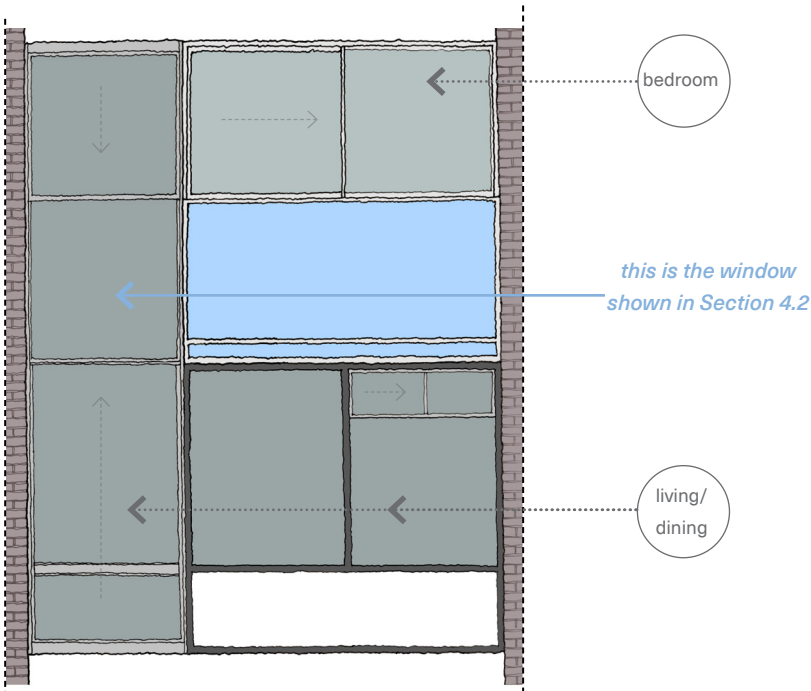 bedroom
this is the window
shown in Section 4.2
living/
dining